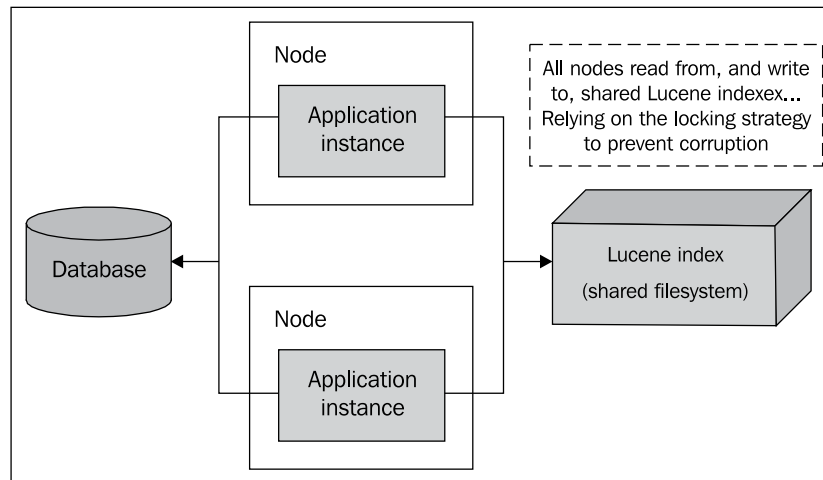 Node
Application
instance
All nodes read from, and write
to, shared Lucene indexex...
Relying on the locking strategy
to prevent corruption
Database
Lucene index
(shared filesystem)
Node
Application
instance